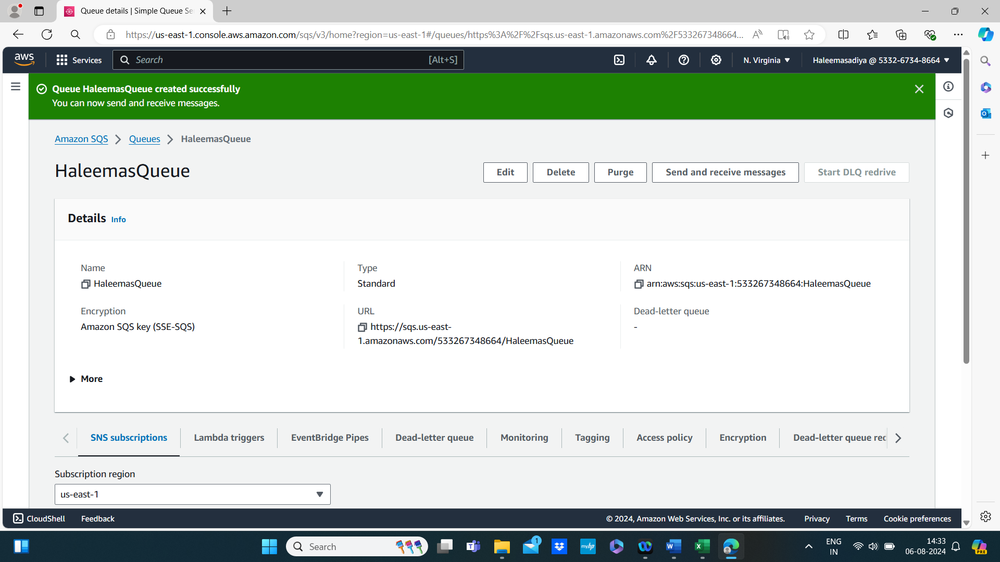 Queue details | Simple Queue Se
https://us-east-1.console.aws.amazon.com/sqs/v3/home?region=us-east-1#/queues/https%3A%2F%2Fsqs.us-east-1.amazonaws.com%2F533267348664...
aws
Services
Search
[Alt+S]
N. Virginia
Haleemasadiya @ 5332-6734-8664
Queue HaleemasQueue created successfully
You can now send and receive messages.
Amazon SQS
Queues
HaleemasQueue
HaleemasQueue
Edit
Delete
Purge
Send and receive messages
Start DLQ redrive
Details Info
Name
Type
ARN
HaleemasQueue
Standard
arn:aws:sqs:us-east-1:533267348664:HaleemasQueue
Encryption
URL
Dead-letter queue
Amazon SQS key (SSE-SQS)
https://sqs.us-east-
1.amazonaws.com/533267348664/HaleemasQueue
-
More
SNS subscriptions
Lambda triggers
EventBridge Pipes
Dead-letter queue
Monitoring
Tagging
Access policy
Encryption
Dead-letter queue rec
Subscription region
us-east-1
CloudShell
Feedback
© 2024, Amazon Web Services, Inc. or its affiliates.
Privacy
Terms
Cookie preferences
Search
1
myhp
ENG
IN
14:33
06-08-2024
PRE